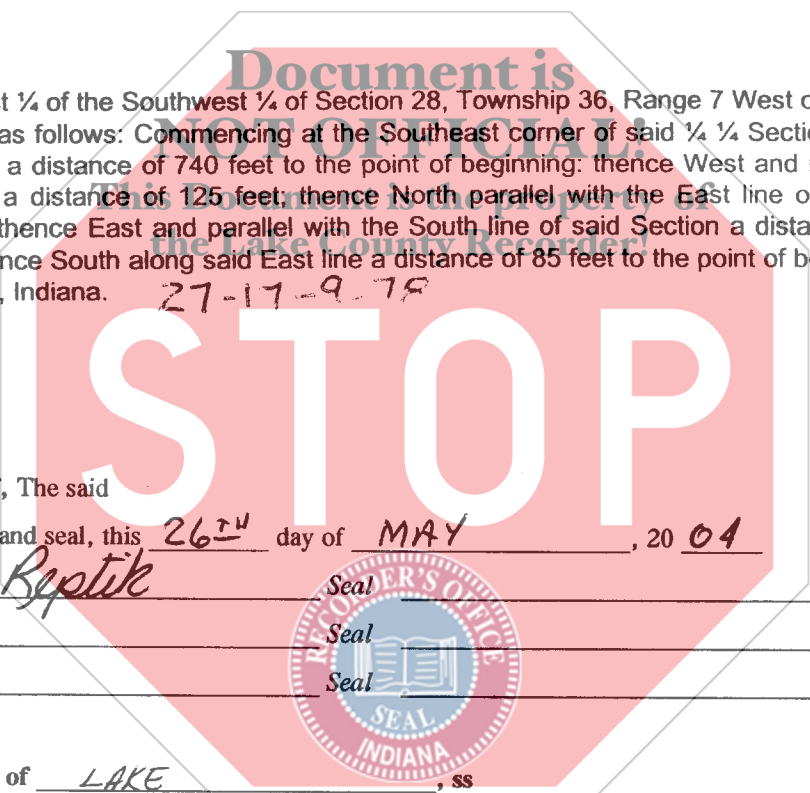 Document is
t ¼ of the Southwest ¼ of Section 28, Township 36, Range 7 West o
NOT OFFICIAL!
as follows: Commencing at the Southeast corner of said ¼ ¼ Secti
a distance of 740 feet to the point of beginning: thence West and
This Document is the property of
a distance of 125 feet; thence North parallel with the East line o
thence East and parallel with the South line of said Section a dista
the Lake County Recorder!
nce South along said East line a distance of 85 feet to the point of b
, Indiana. 27-17-9-78
STOP
, The said
and seal, this 26TH day of MAY , 20 04
Reptik Seal
Seal
Seal
RECORDER'S OFFICE
SEAL
INDIANA
of LAKE , ss